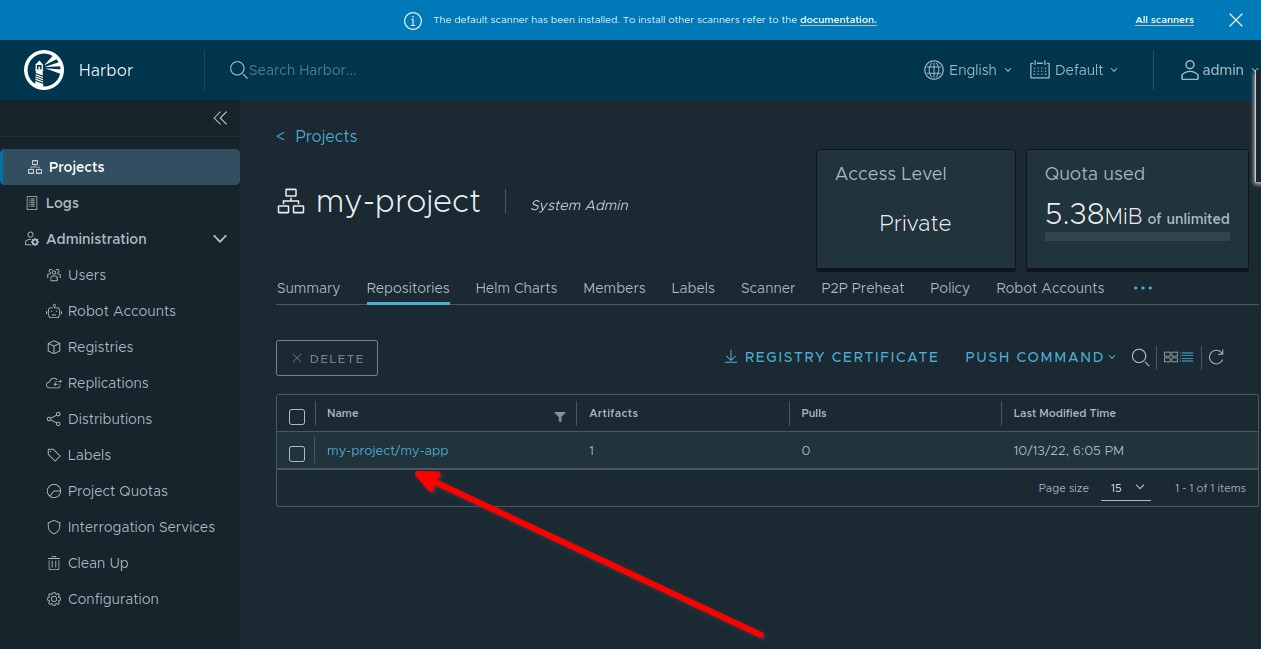 The default scanner has been installed. To install other scanners refer to the documentation. All scanners
Harbor Search Harbor... English Default admin
Projects
Logs
Administration
Users
Robot Accounts
Registries
Replications
Distributions
Labels
Project Quotas
Interrogation Services
Clean Up
Configuration
< Projects
my-project System Admin
Access Level
Private
Quota used
5.38MiB of unlimited
Summary Repositories Helm Charts Members Labels Scanner P2P Preheat Policy Robot Accounts ...
DELETE REGISTRY CERTIFICATE PUSH COMMAND
Name Artifacts Pulls Last Modified Time
my-project/my-app 1 0 10/13/22, 6:05 PM
Page size 15 1 - 1 of 1 items